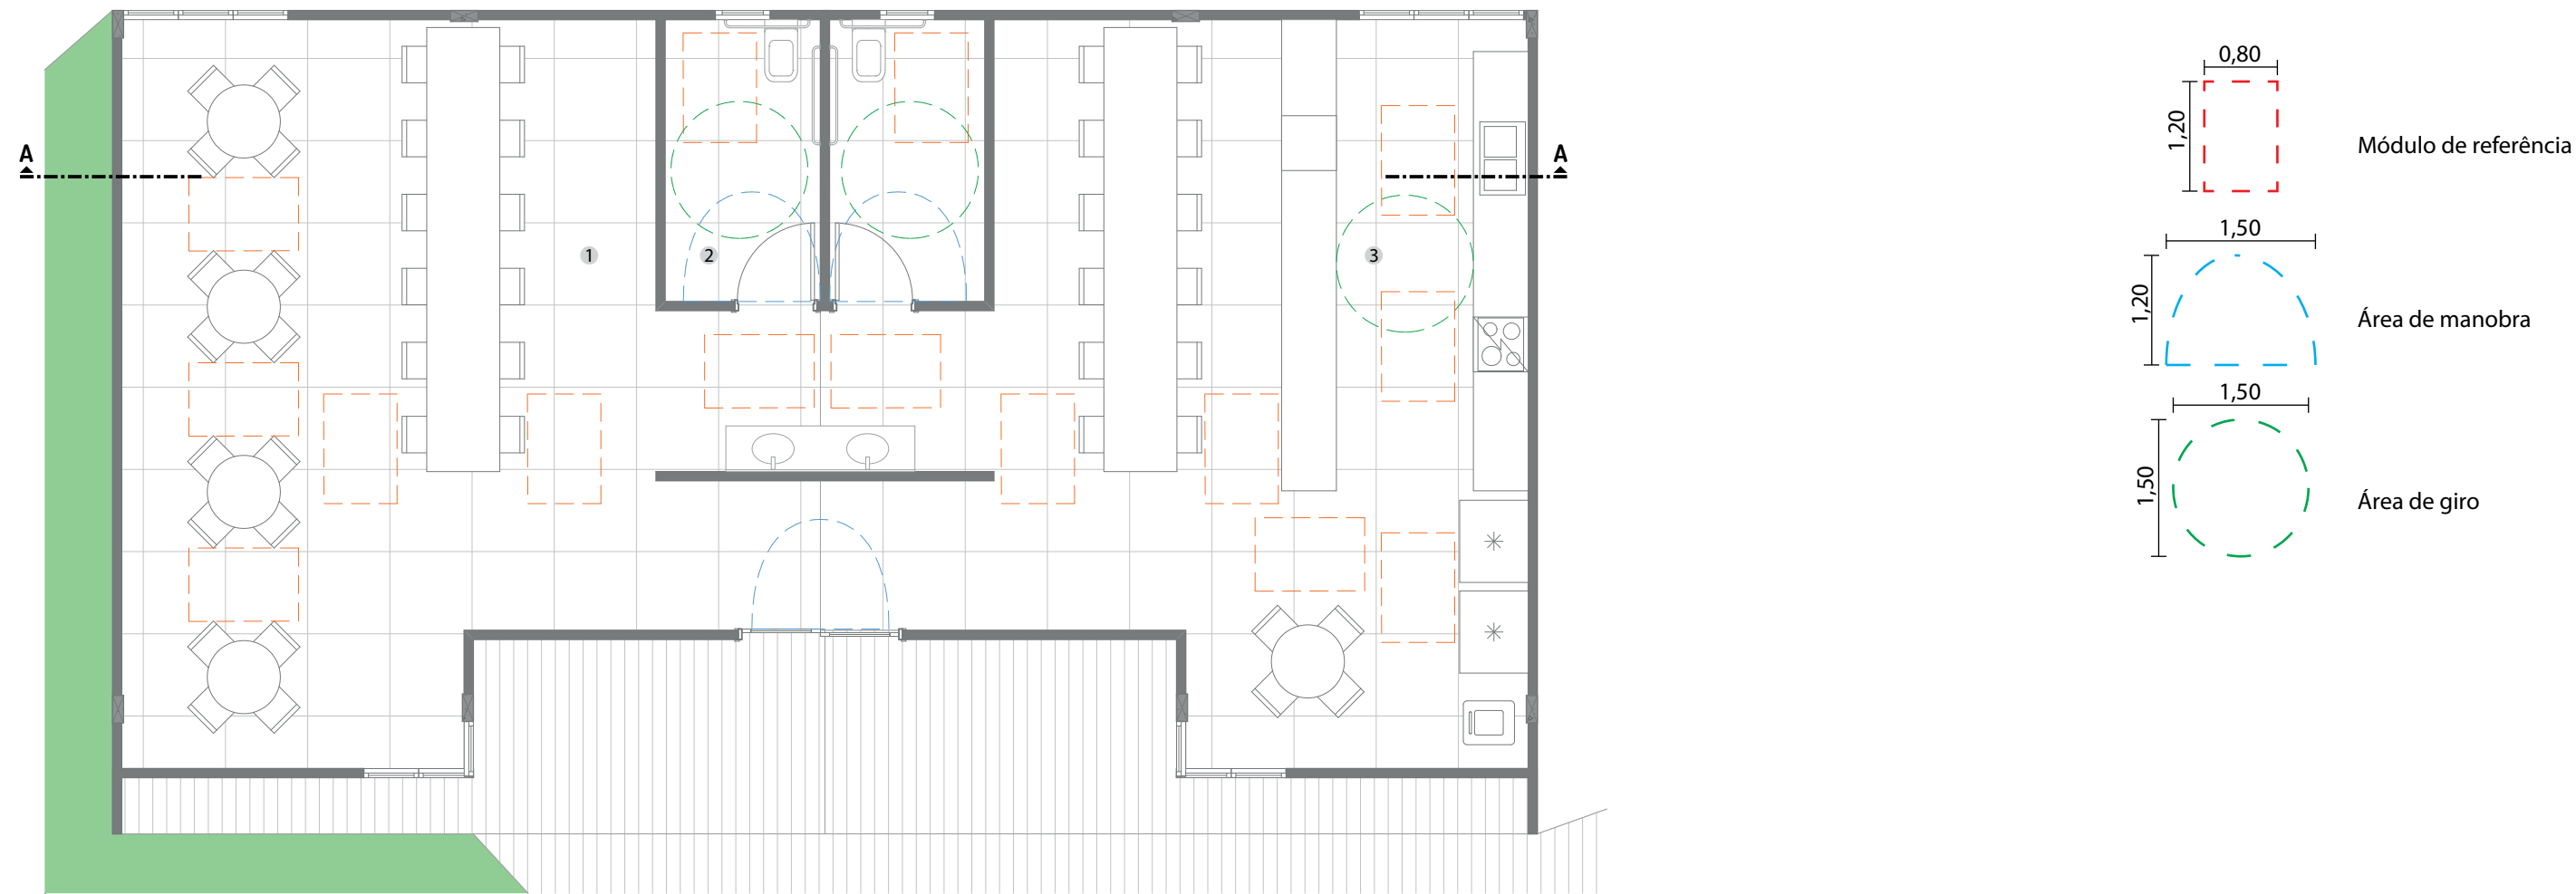 A
A
1
2
3
0,80
1,20
Módulo de referência
1,50
1,20
Área de manobra
1,50
1,50
Área de giro